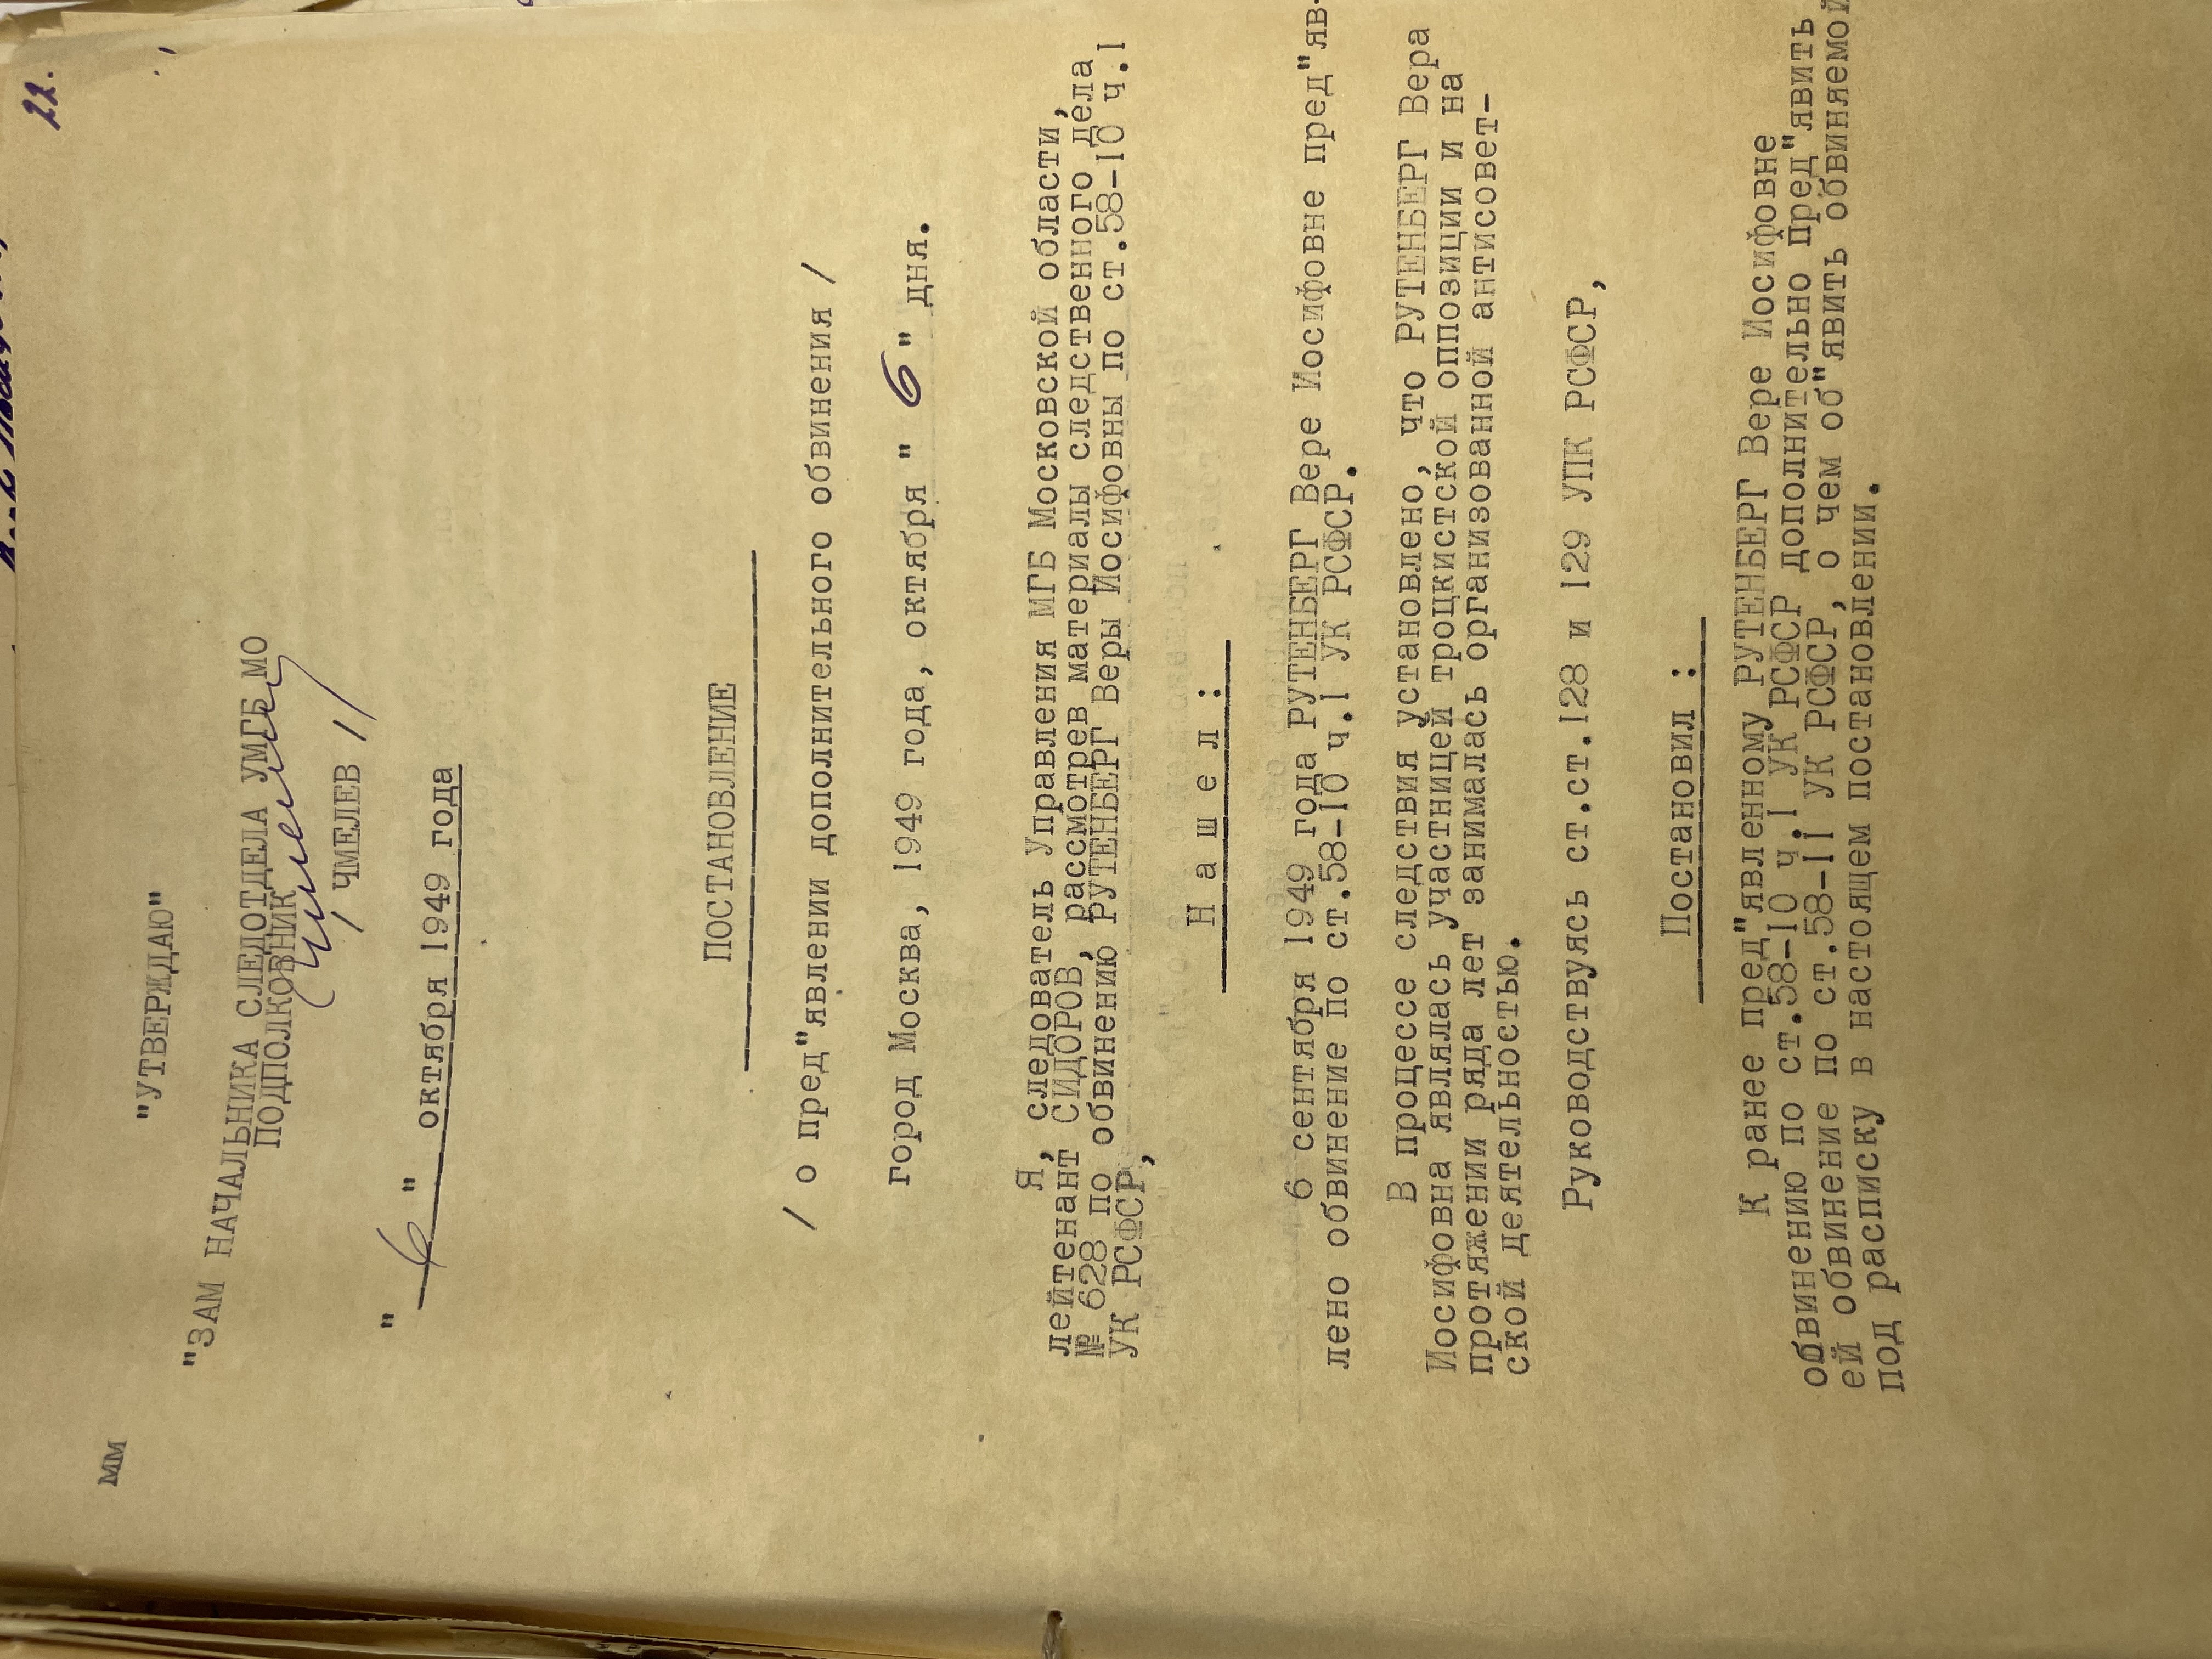 22.
мм
"УТВЕРЖДАЮ"
"ЗАМ НАЧАЛЬНИКА СЛЕДОТДЕЛА УМГБ МО
ПОДПОЛКОВНИК
/ ЧМЕЛЕВ /
" 6 " октября 1949 года
ПОСТАНОВЛЕНИЕ
/ о пред"явлении дополнительного обвинения /
город Москва, 1949 года, октября " 6 " дня.
Я, следователь Управления МГБ Московской области,
лейтенант СИДОРОВ, рассмотрев материалы следственного дела
№ 628 по обвинению РУТЕНБЕРГ Веры Иосифовны по ст.58-10 ч.1
УК РСФСР,
Н а ш е л :
6 сентября 1949 года РУТЕНБЕРГ Вере Иосифовне пред"яв-
лено обвинение по ст.58-10 ч.1 УК РСФСР.
В процессе следствия установлено, что РУТЕНБЕРГ Вера
Иосифовна являлась участницей троцкистской оппозиции и на
протяжении ряда лет занималась организованной антисовет-
ской деятельностью.
Руководствуясь ст.ст.128 и 129 УПК РСФСР,
Постановил :
К ранее пред"явленному РУТЕНБЕРГ Вере Иосифовне
обвинению по ст.58-10 ч.1 УК РСФСР дополнительно пред"явить
ей обвинение по ст.58-11 УК РСФСР, о чем об"явить обвиняемой
под расписку в настоящем постановлении.